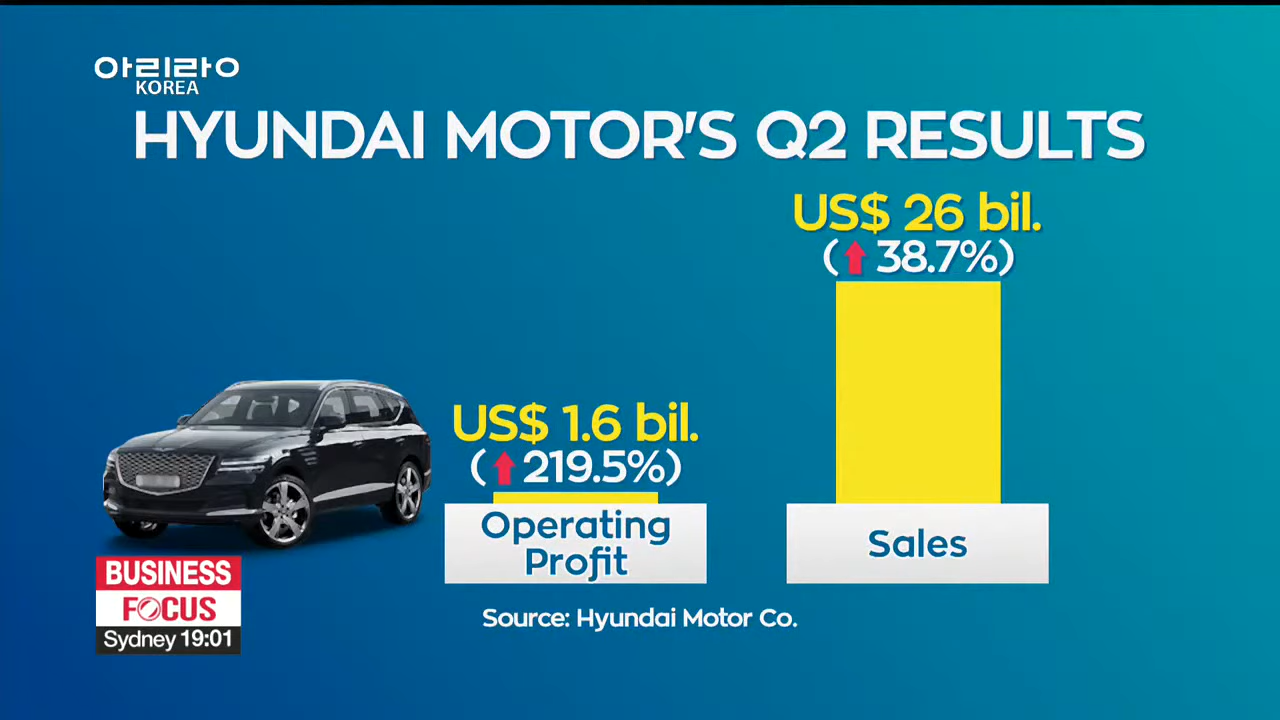 아리랑
KOREA
HYUNDAI MOTOR'S Q2 RESULTS
US$ 26 bil.
(⬆ 38.7%)
US$ 1.6 bil.
(⬆ 219.5%)
Operating
Profit
Sales
BUSINESS
FOCUS
Sydney 19:01
Source: Hyundai Motor Co.